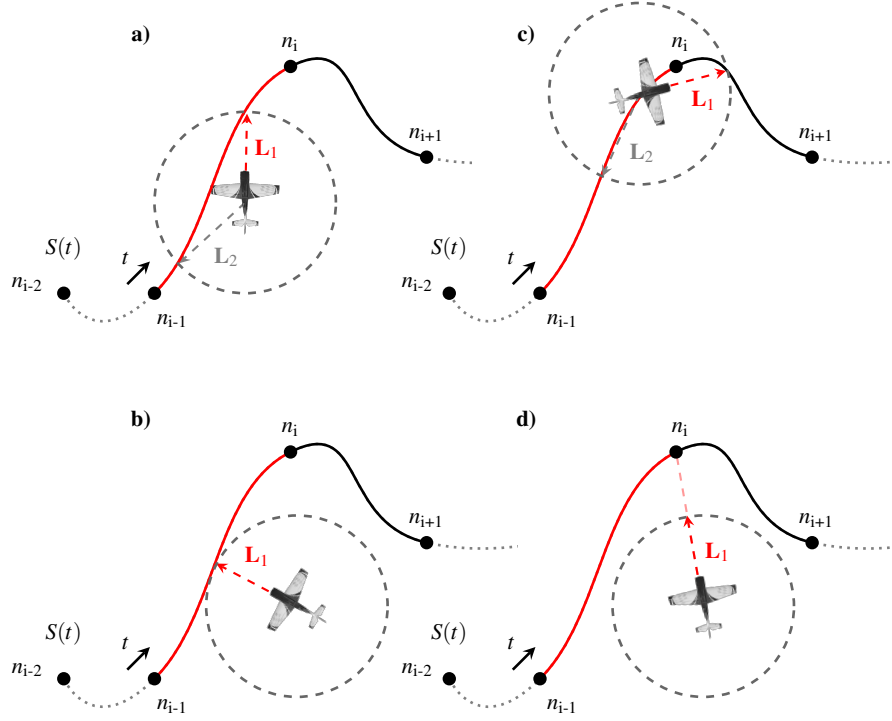 a)
n_i
L_1
L_2
n_{i+1}
S(t)
t
n_{i-2}
n_{i-1}
c)
n_i
L_1
L_2
n_{i+1}
S(t)
t
n_{i-2}
n_{i-1}
b)
n_i
n_{i+1}
L_1
S(t)
t
n_{i-2}
n_{i-1}
d)
n_i
n_{i+1}
L_1
S(t)
t
n_{i-2}
n_{i-1}